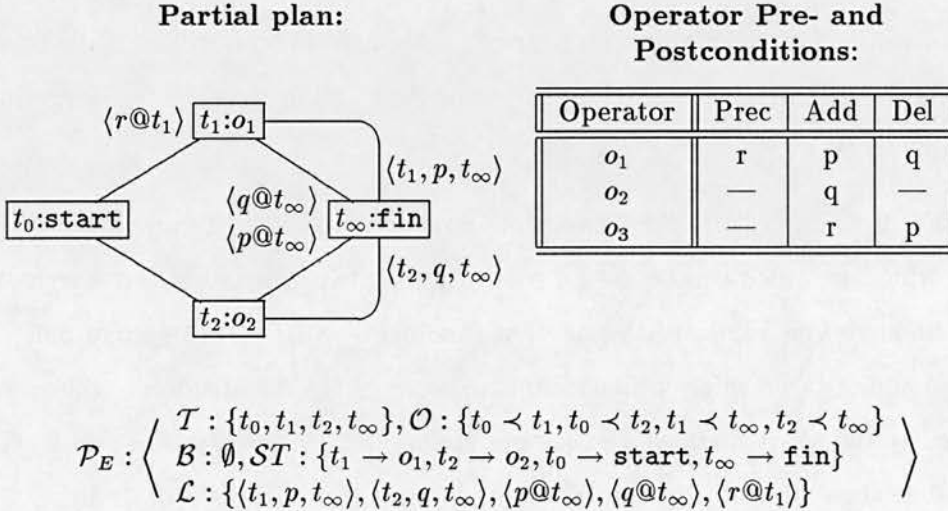 Partial plan:
Operator Pre- and
Postconditions:
⟨r@t₁⟩ t₁:o₁
⟨t₁, p, t∞⟩
t₀:start
⟨q@t∞⟩
⟨p@t∞⟩
t∞:fin
⟨t₂, q, t∞⟩
t₂:o₂
Operator Prec Add Del
o₁ r p q
o₂ — q —
o₃ — r p
𝒯 : {t₀, t₁, t₂, t∞}, 𝒪 : {t₀ ≺ t₁, t₀ ≺ t₂, t₁ ≺ t∞, t₂ ≺ t∞}
𝒫_E : ⟨ ℬ : ∅, 𝒮𝒯 : {t₁ → o₁, t₂ → o₂, t₀ → start, t∞ → fin} ⟩
ℒ : {⟨t₁, p, t∞⟩, ⟨t₂, q, t∞⟩, ⟨p@t∞⟩, ⟨q@t∞⟩, ⟨r@t₁⟩}